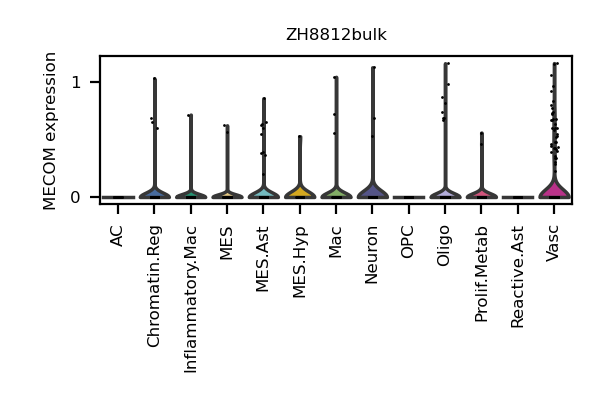 ZH8812bulk
MECOM expression
1
0
AC
Chromatin.Reg
Inflammatory.Mac
MES
MES.Ast
MES.Hyp
Mac
Neuron
OPC
Oligo
Prolif.Metab
Reactive.Ast
Vasc